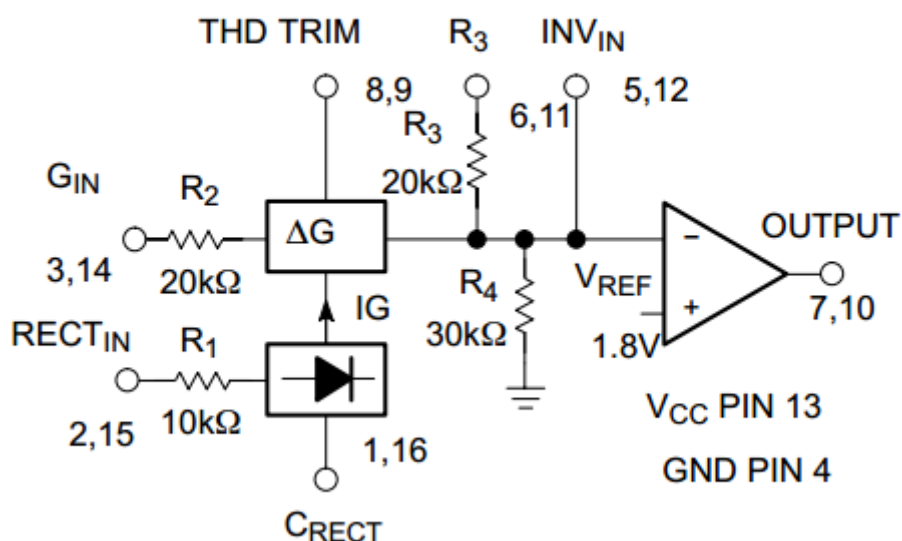 THD TRIM
R3
INVIN
8,9
6,11
5,12
R3
20kΩ
GIN
R2
ΔG
OUTPUT
3,14
20kΩ
−
VREF
+
1.8V
7,10
R4
30kΩ
IG
RECTIN
R1
2,15
10kΩ
1,16
VCC PIN 13
GND PIN 4
CRECT